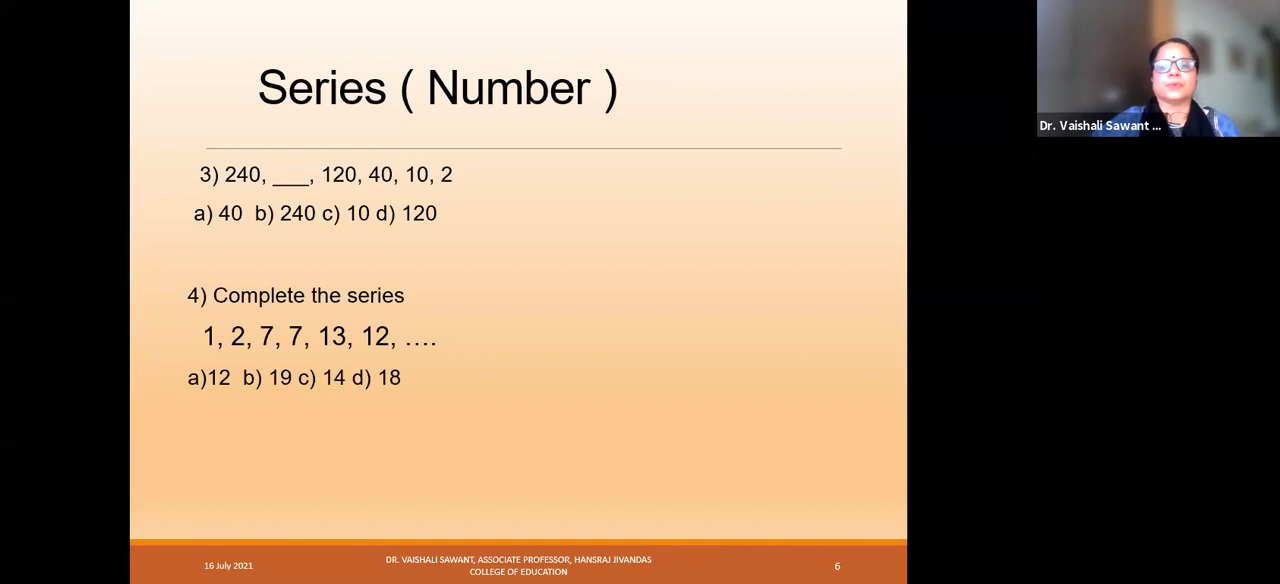 Series ( Number )
3) 240, ___, 120, 40, 10, 2
a) 40 b) 240 c) 10 d) 120
4) Complete the series
1, 2, 7, 7, 13, 12, ….
a)12 b) 19 c) 14 d) 18
16 July 2021
DR. VAISHALI SAWANT, ASSOCIATE PROFESSOR, HANSRAJ JIVANDAS
COLLEGE OF EDUCATION
6
Dr. Vaishali Sawant ...